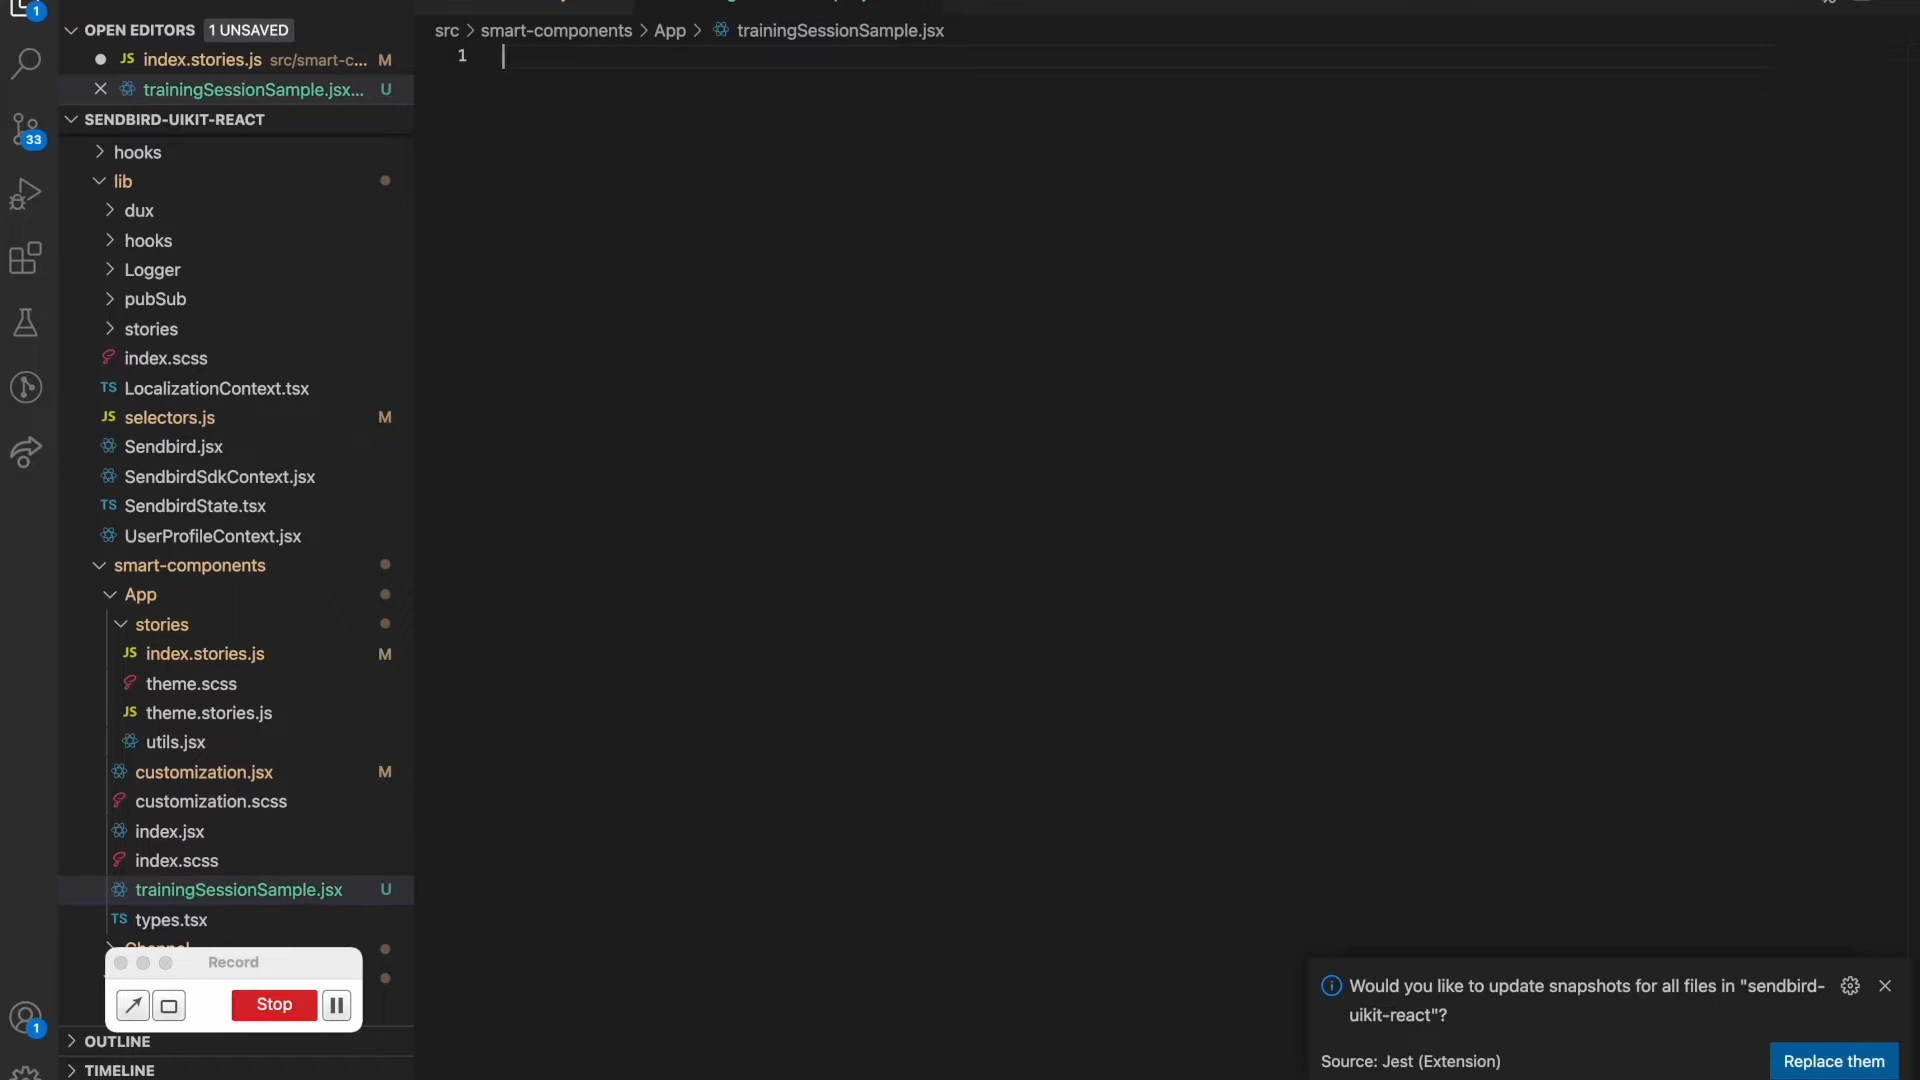 1
OPEN EDITORS 1 UNSAVED
JS index.stories.js src/smart-c... M
trainingSessionSample.jsx... U
SENDBIRD-UIKIT-REACT
33
hooks
lib
dux
hooks
Logger
pubSub
stories
index.scss
TS LocalizationContext.tsx
JS selectors.js M
Sendbird.jsx
SendbirdSdkContext.jsx
TS SendbirdState.tsx
UserProfileContext.jsx
smart-components
App
stories
JS index.stories.js M
theme.scss
JS theme.stories.js
utils.jsx
customization.jsx M
customization.scss
index.jsx
index.scss
trainingSessionSample.jsx U
TS types.tsx
Record
Stop
1
OUTLINE
TIMELINE
src > smart-components > App > trainingSessionSample.jsx
1
Would you like to update snapshots for all files in "sendbird-
uikit-react"?
Source: Jest (Extension)
Replace them